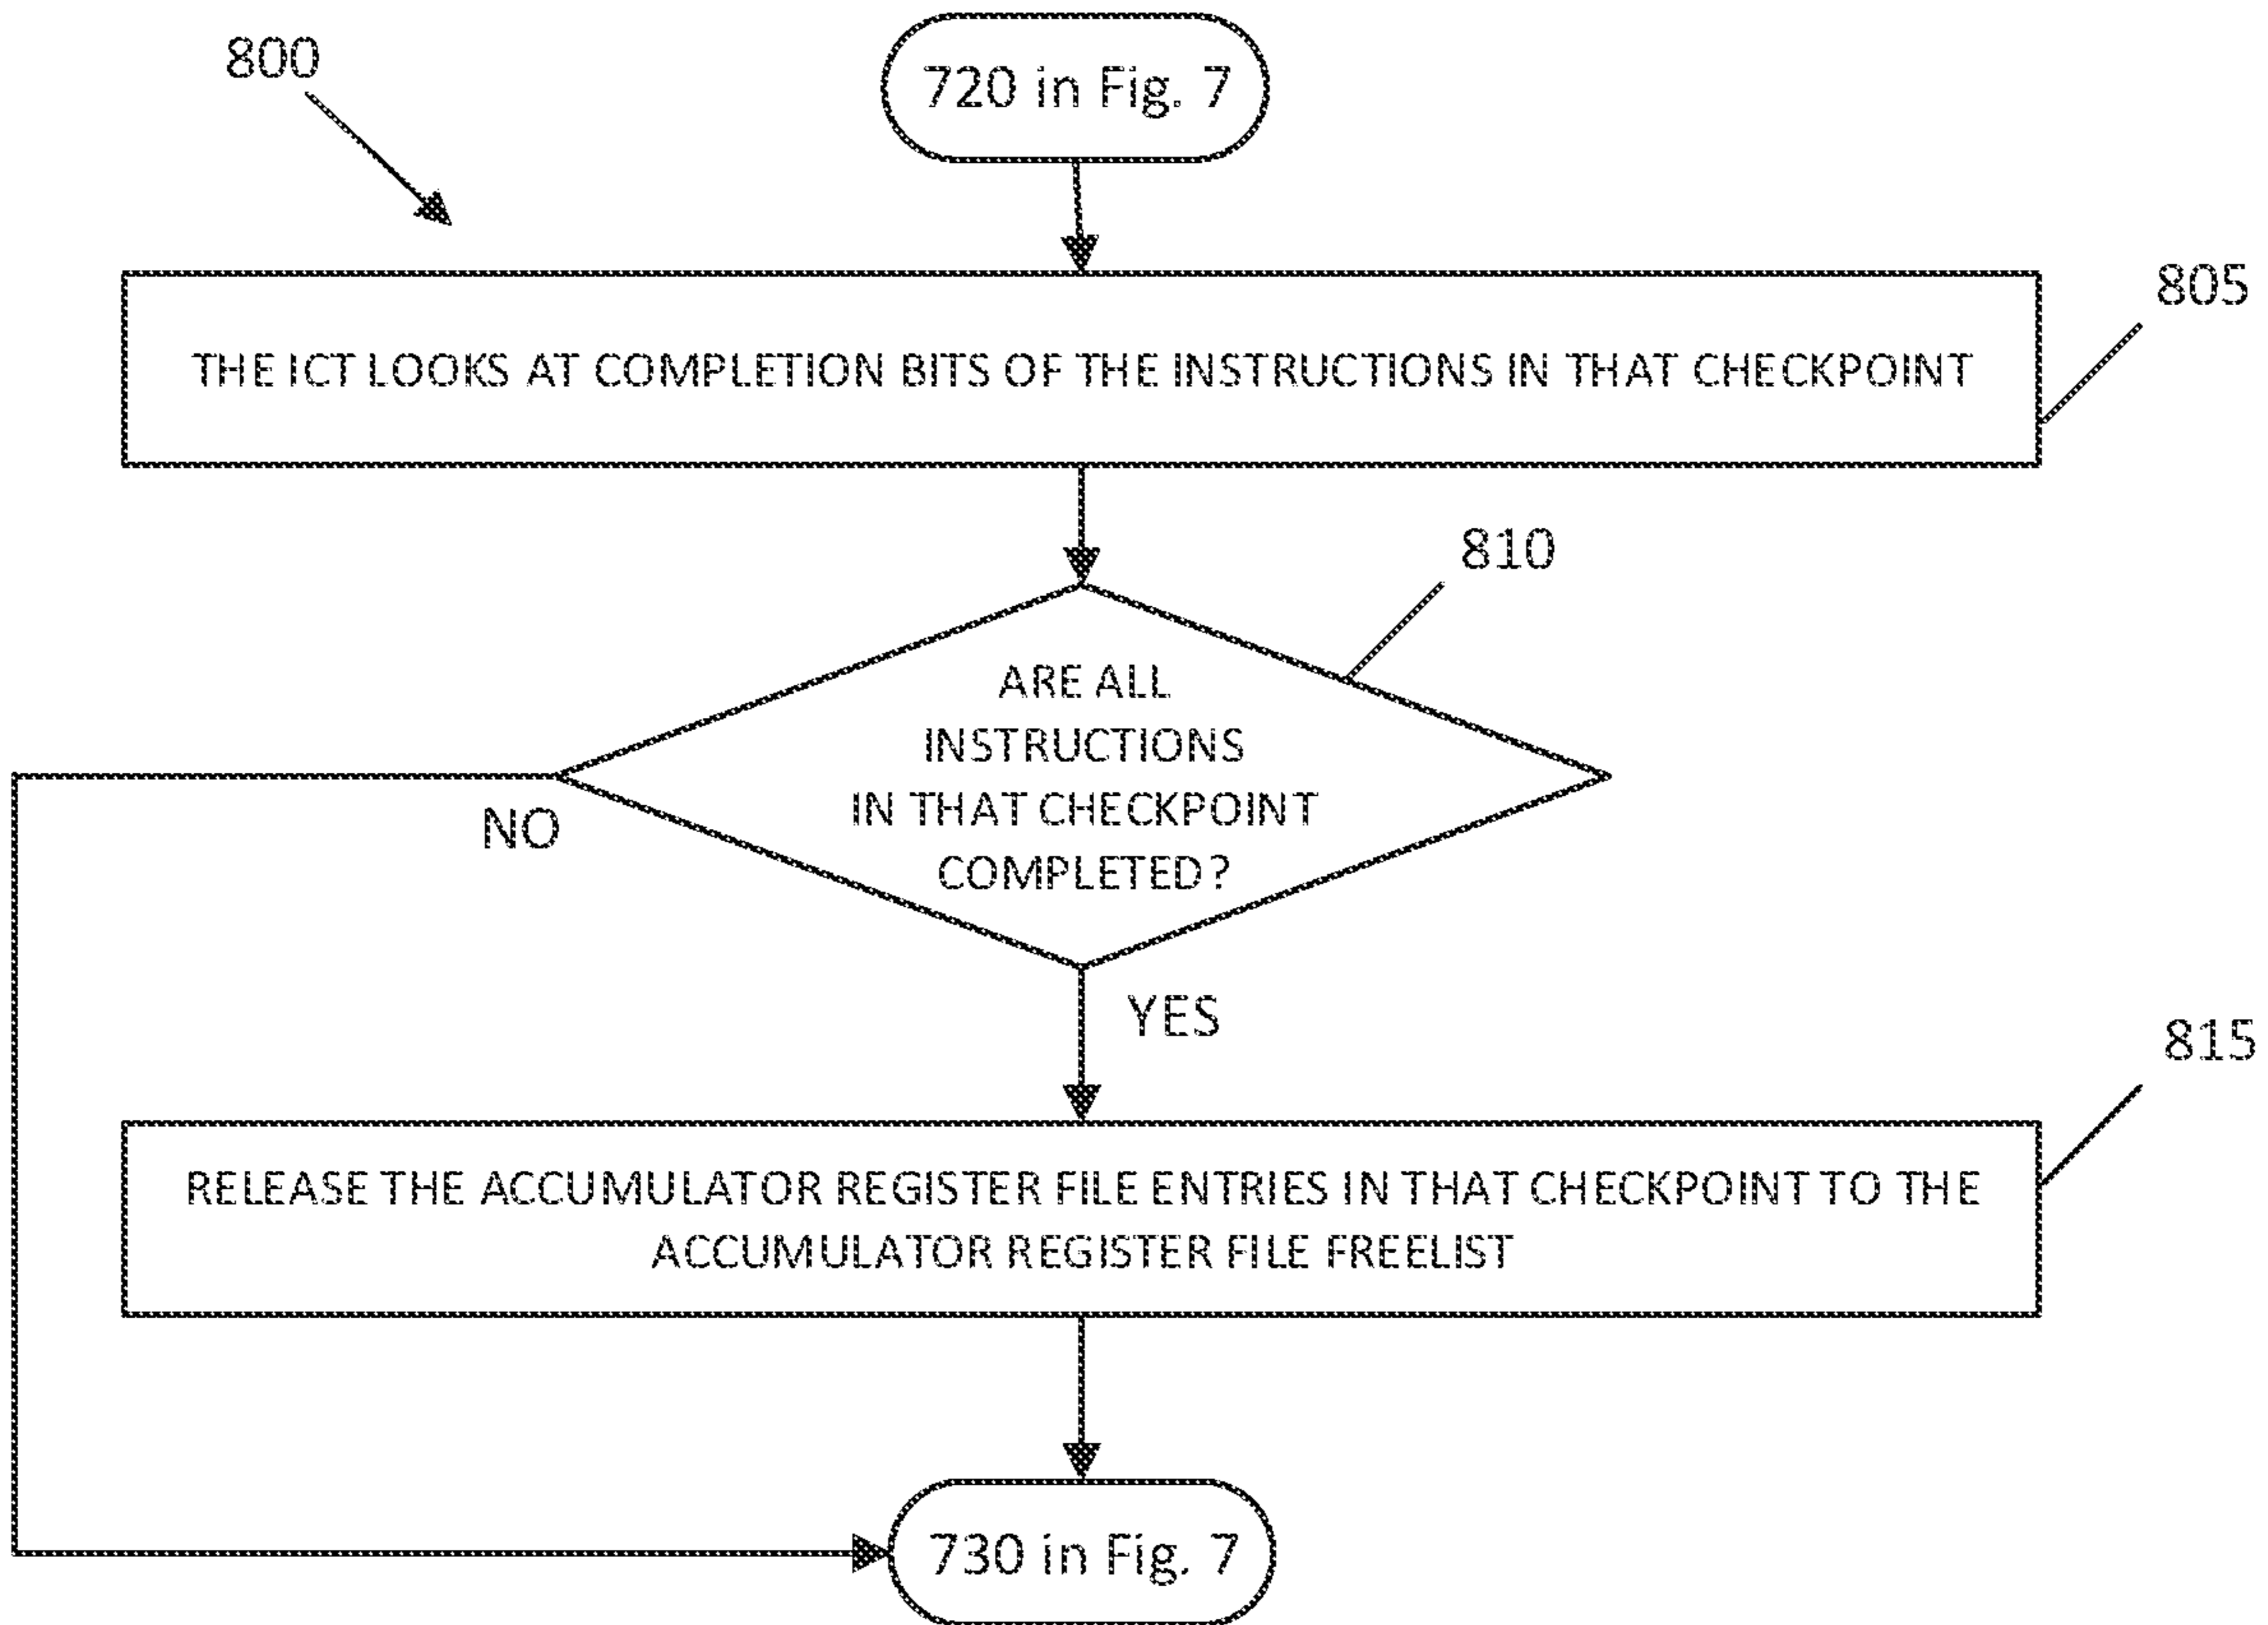 800
720 in Fig. 7
805
THE ICT LOOKS AT COMPLETION BITS OF THE INSTRUCTIONS IN THAT CHECKPOINT
810
ARE ALL
INSTRUCTIONS
IN THAT CHECKPOINT
COMPLETED?
NO
YES
815
RELEASE THE ACCUMULATOR REGISTER FILE ENTRIES IN THAT CHECKPOINT TO THE
ACCUMULATOR REGISTER FILE FREELIST
730 in Fig. 7